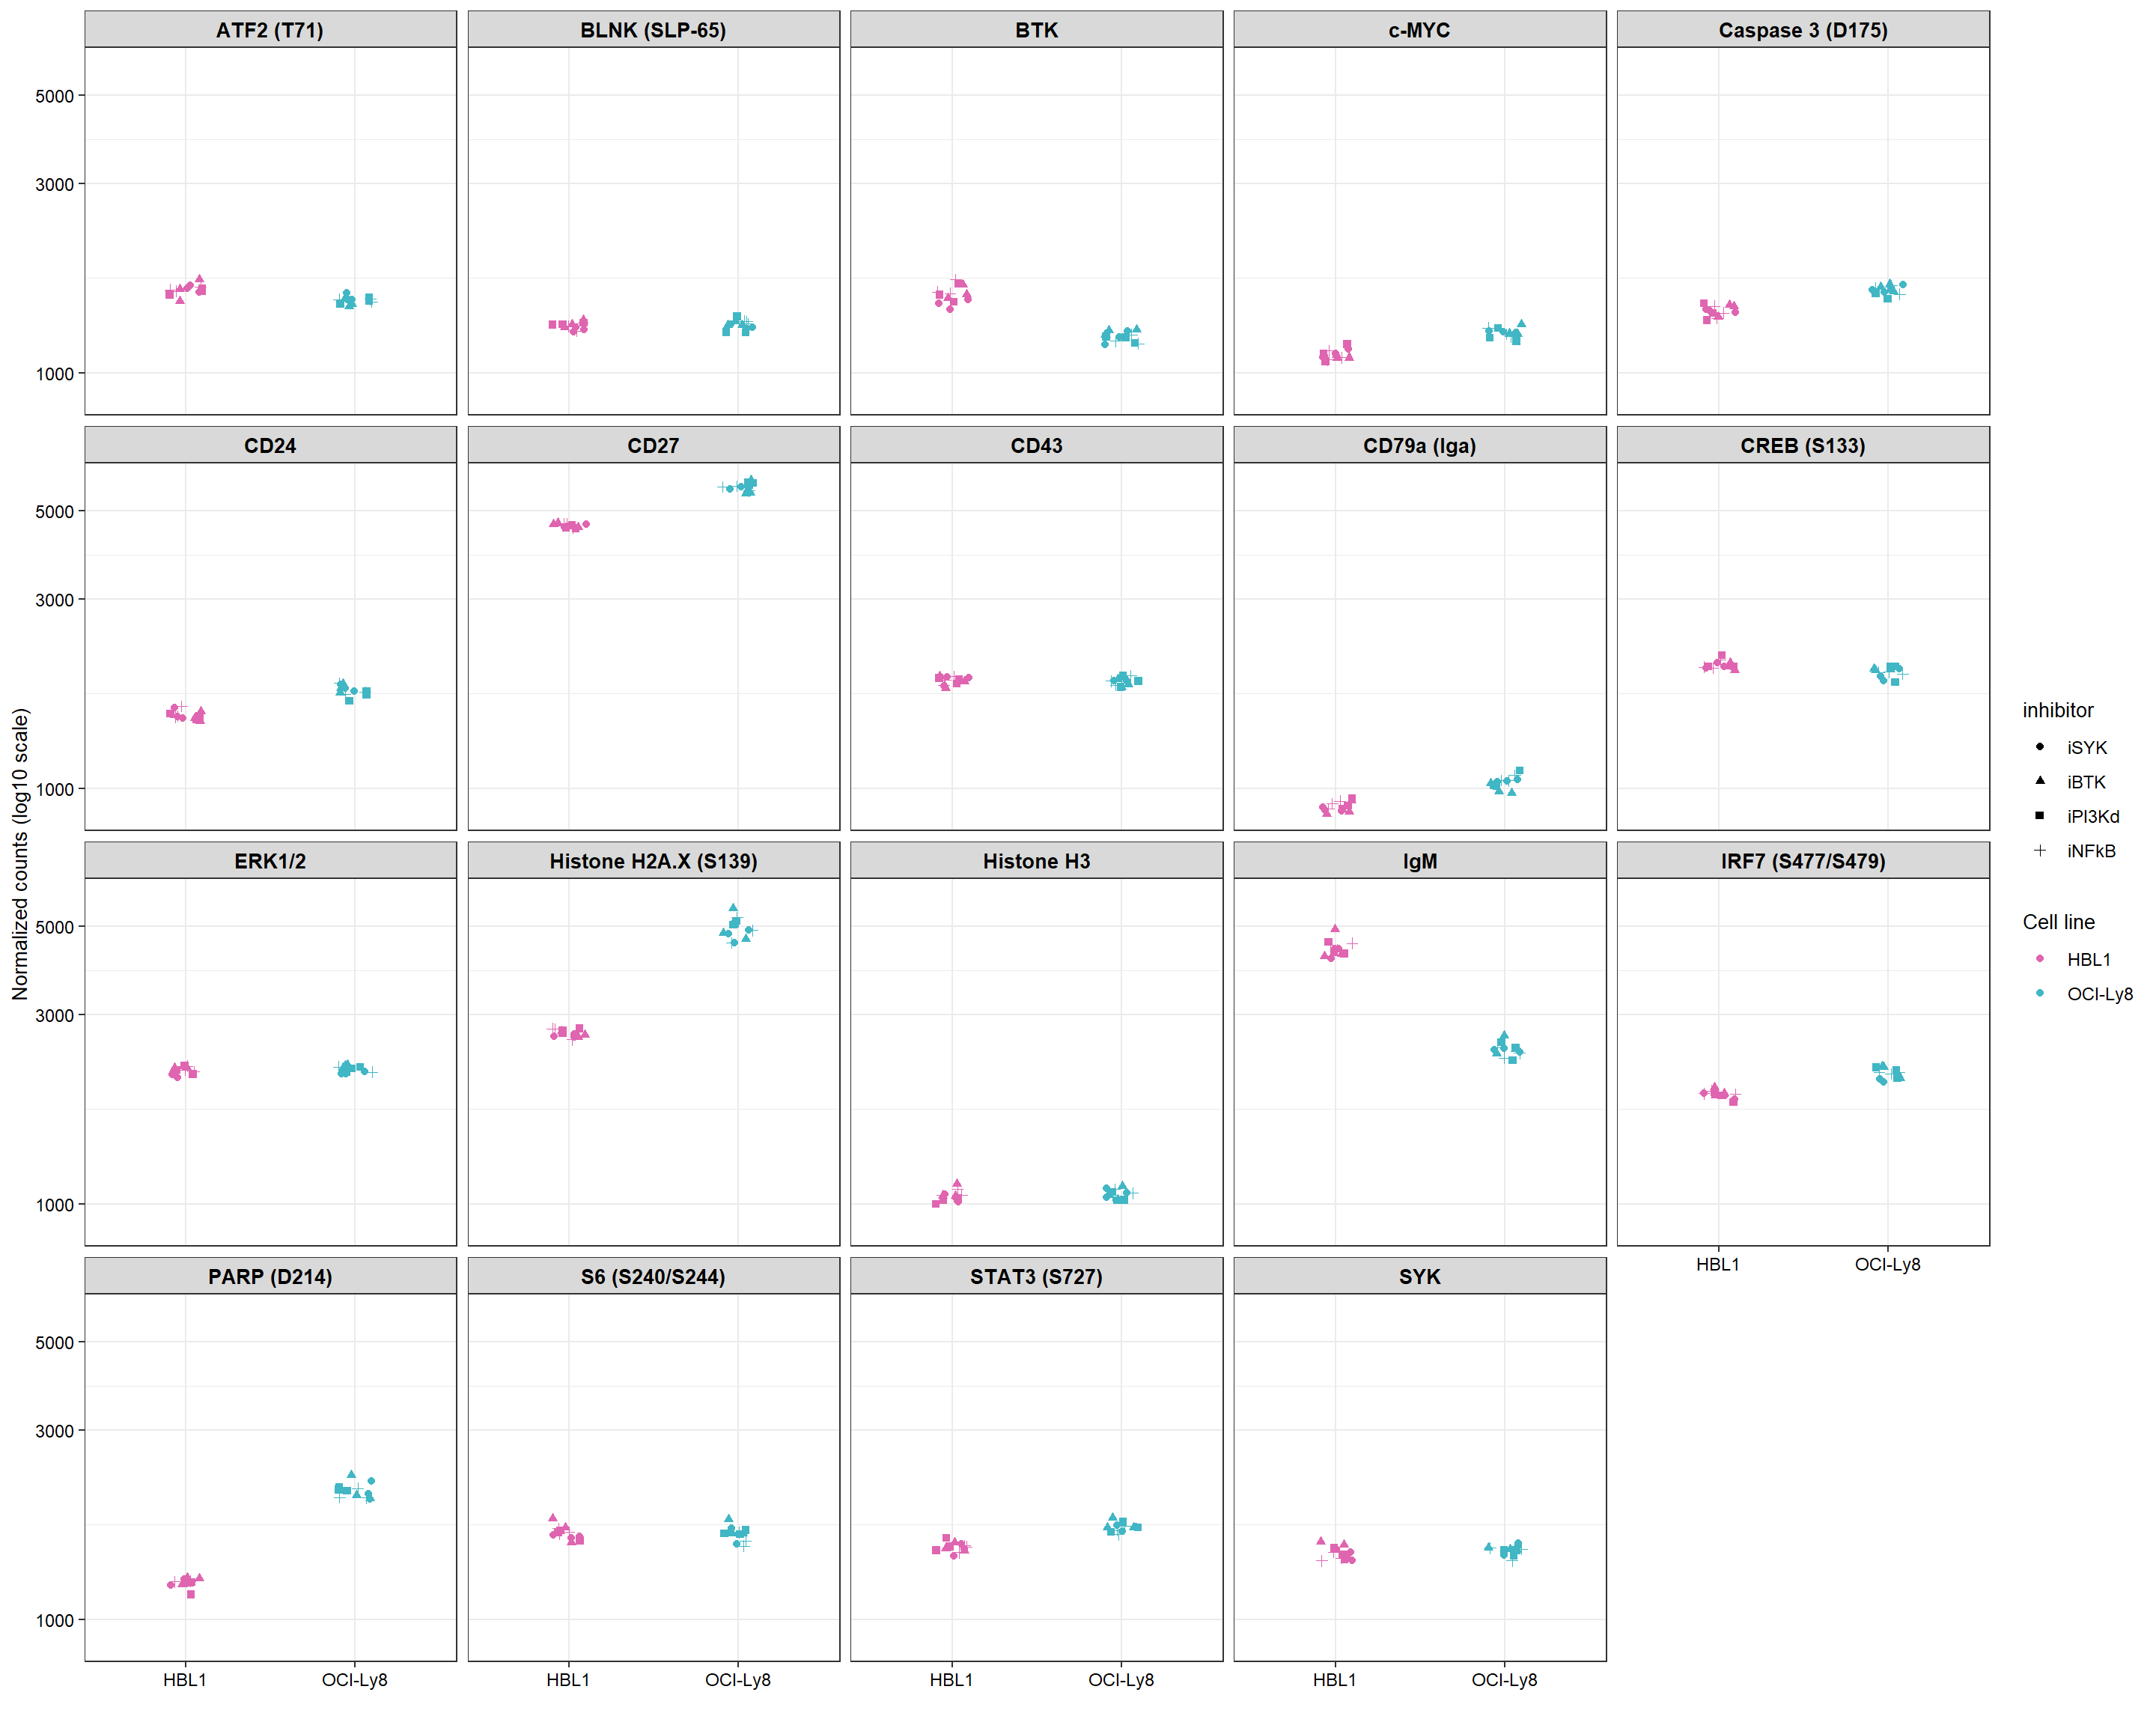 ATF2 (T71)
BLNK (SLP-65)
BTK
c-MYC
Caspase 3 (D175)
5000
3000
1000
CD24
CD27
CD43
CD79a (Iga)
CREB (S133)
5000
3000
1000
ERK1/2
Histone H2A.X (S139)
Histone H3
IgM
IRF7 (S477/S479)
5000
3000
1000
HBL1
OCI-Ly8
PARP (D214)
S6 (S240/S244)
STAT3 (S727)
SYK
5000
3000
1000
HBL1
OCI-Ly8
HBL1
OCI-Ly8
HBL1
OCI-Ly8
HBL1
OCI-Ly8
Normalized counts (log10 scale)
inhibitor
iSYK
iBTK
iPI3Kd
iNFkB
Cell line
HBL1
OCI-Ly8